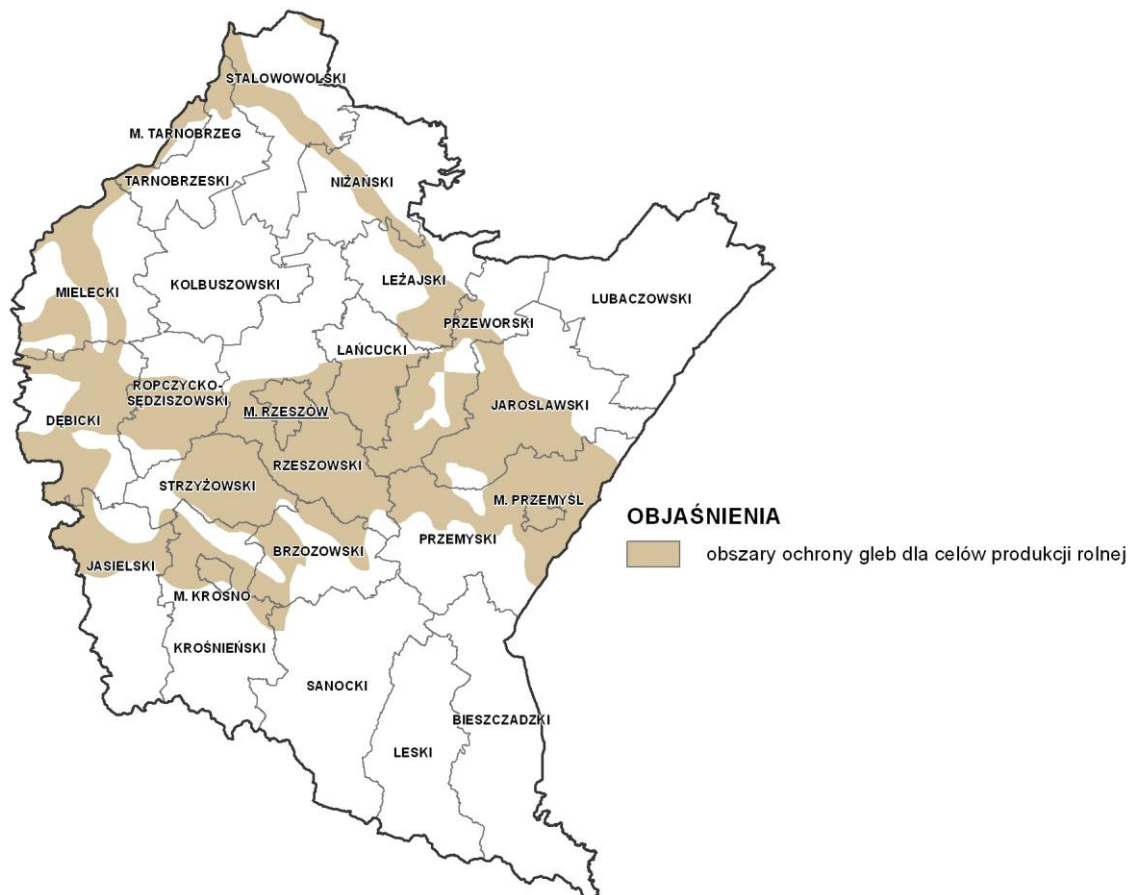 STALOWOWOLSKI
M. TARNOBRZEG
TARNOBRZESKI
NIŻAŃSKI
KOLBUSZOWSKI
LEŻAJSKI
MIELECKI
LUBACZOWSKI
PRZEWORSKI
ŁAŃCUCKI
ROPCZYCKO-
SĘDZISZOWSKI
M. RZESZÓW
JAROSLAWSKI
DĘBICKI
RZESZOWSKI
STRZYŻOWSKI
M. PRZEMYŚL
OBJAŚNIENIA
PRZEMYSKI
BRZOZOWSKI
obszary ochrony gleb dla celów produkcji rolnej
JASIELSKI
M. KROSNO
KROŚNIEŃSKI
SANOCKI
BIESZCZADZKI
LESKI